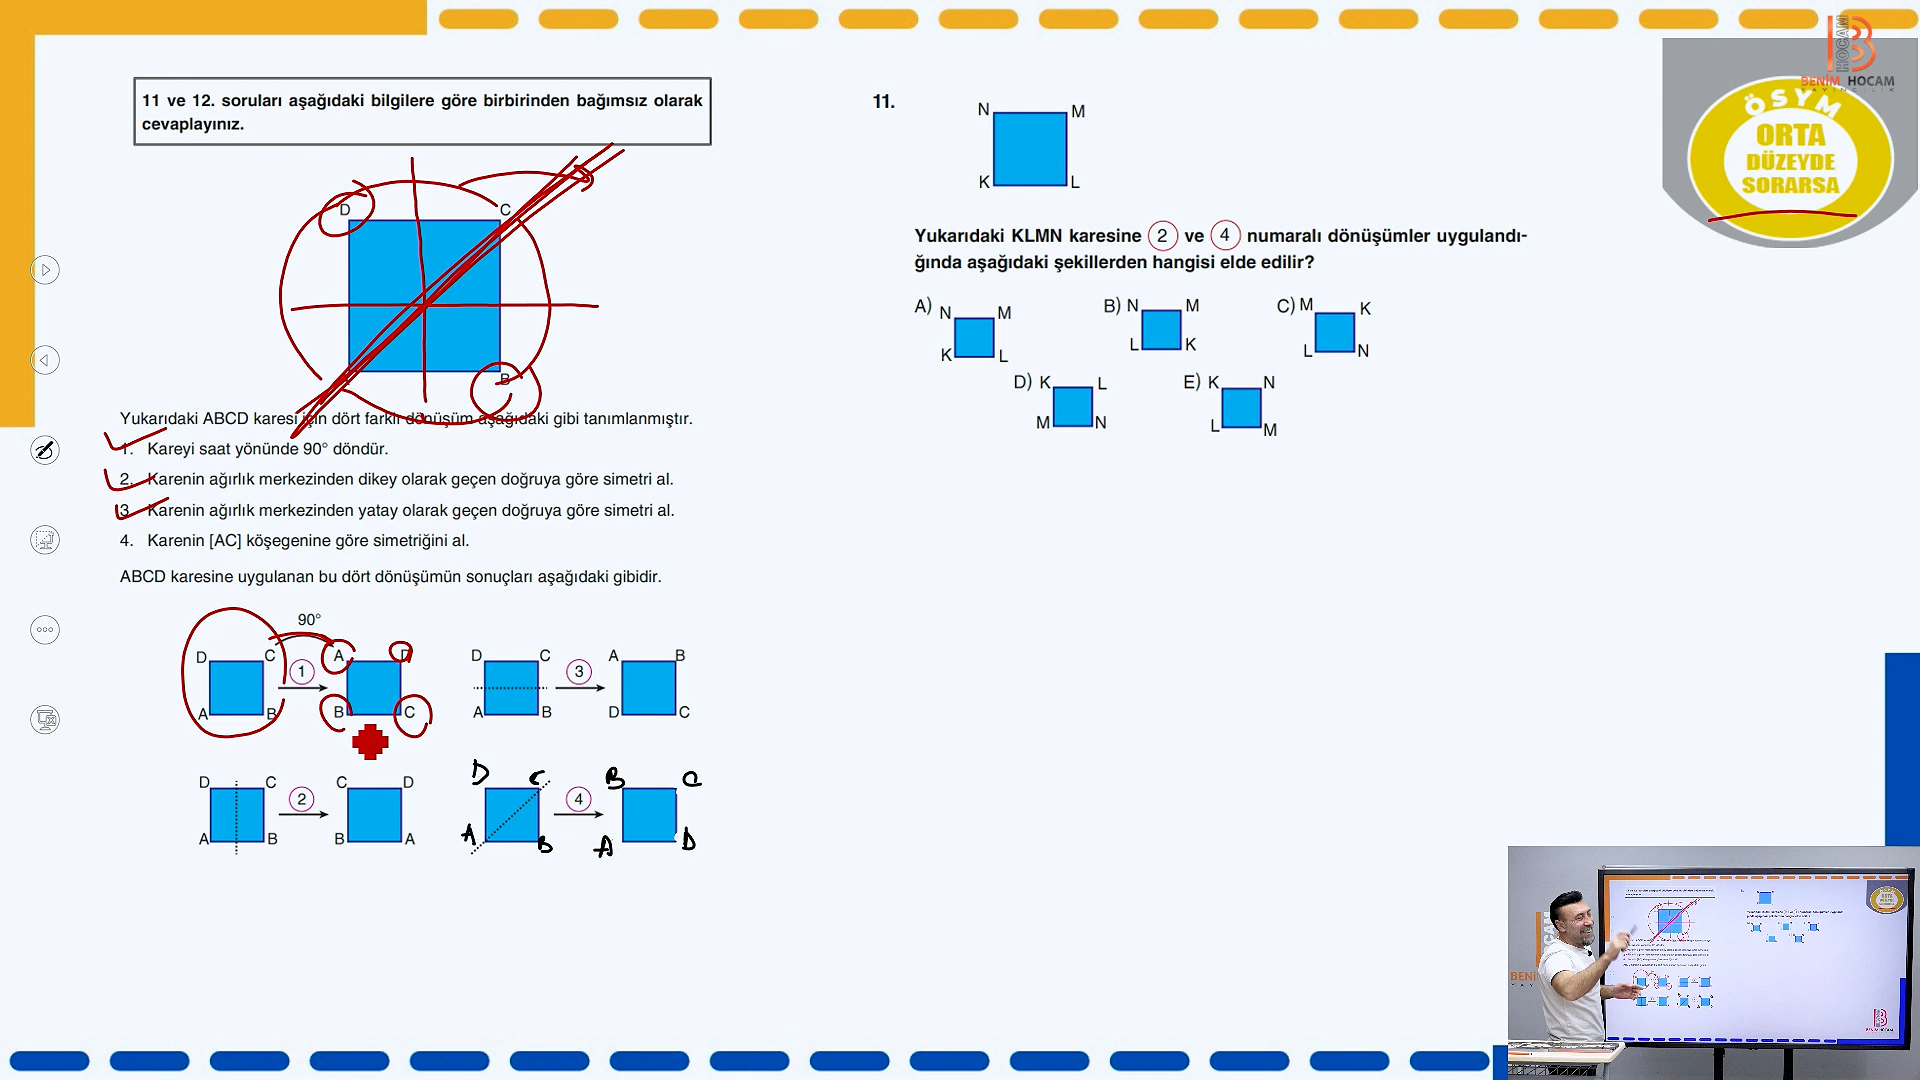 11 ve 12. soruları aşağıdaki bilgilere göre birbirinden bağımsız olarak
cevaplayınız.
D C
B
Yukarıdaki ABCD karesi için dört farklı dönüşüm aşağıdaki gibi tanımlanmıştır.
1. Kareyi saat yönünde 90° döndür.
2. Karenin ağırlık merkezinden dikey olarak geçen doğruya göre simetri al.
3. Karenin ağırlık merkezinden yatay olarak geçen doğruya göre simetri al.
4. Karenin [AC] köşegenine göre simetriğini al.
ABCD karesine uygulanan bu dört dönüşümün sonuçları aşağıdaki gibidir.
90°
D C 1 A D
A B B C
D C 3 A B
A B D C
D C 2 C D
A B B A
D C 4 B C
A B A D
11.
N M
K L
Yukarıdaki KLMN karesine 2 ve 4 numaralı dönüşümler uygulandı-
ğında aşağıdaki şekillerden hangisi elde edilir?
A) N M
K L
B) N M
L K
C) M K
L N
D) K L
M N
E) K N
L M
BENİM HOCAM
YAYINCILIK
ÖSYM
ORTA
DÜZEYDE
SORARSA